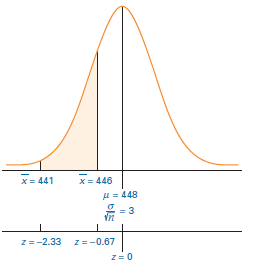 x̅ = 441 x̅ = 446
μ = 448
σ/√n = 3
z = −2.33 z = −0.67
z = 0